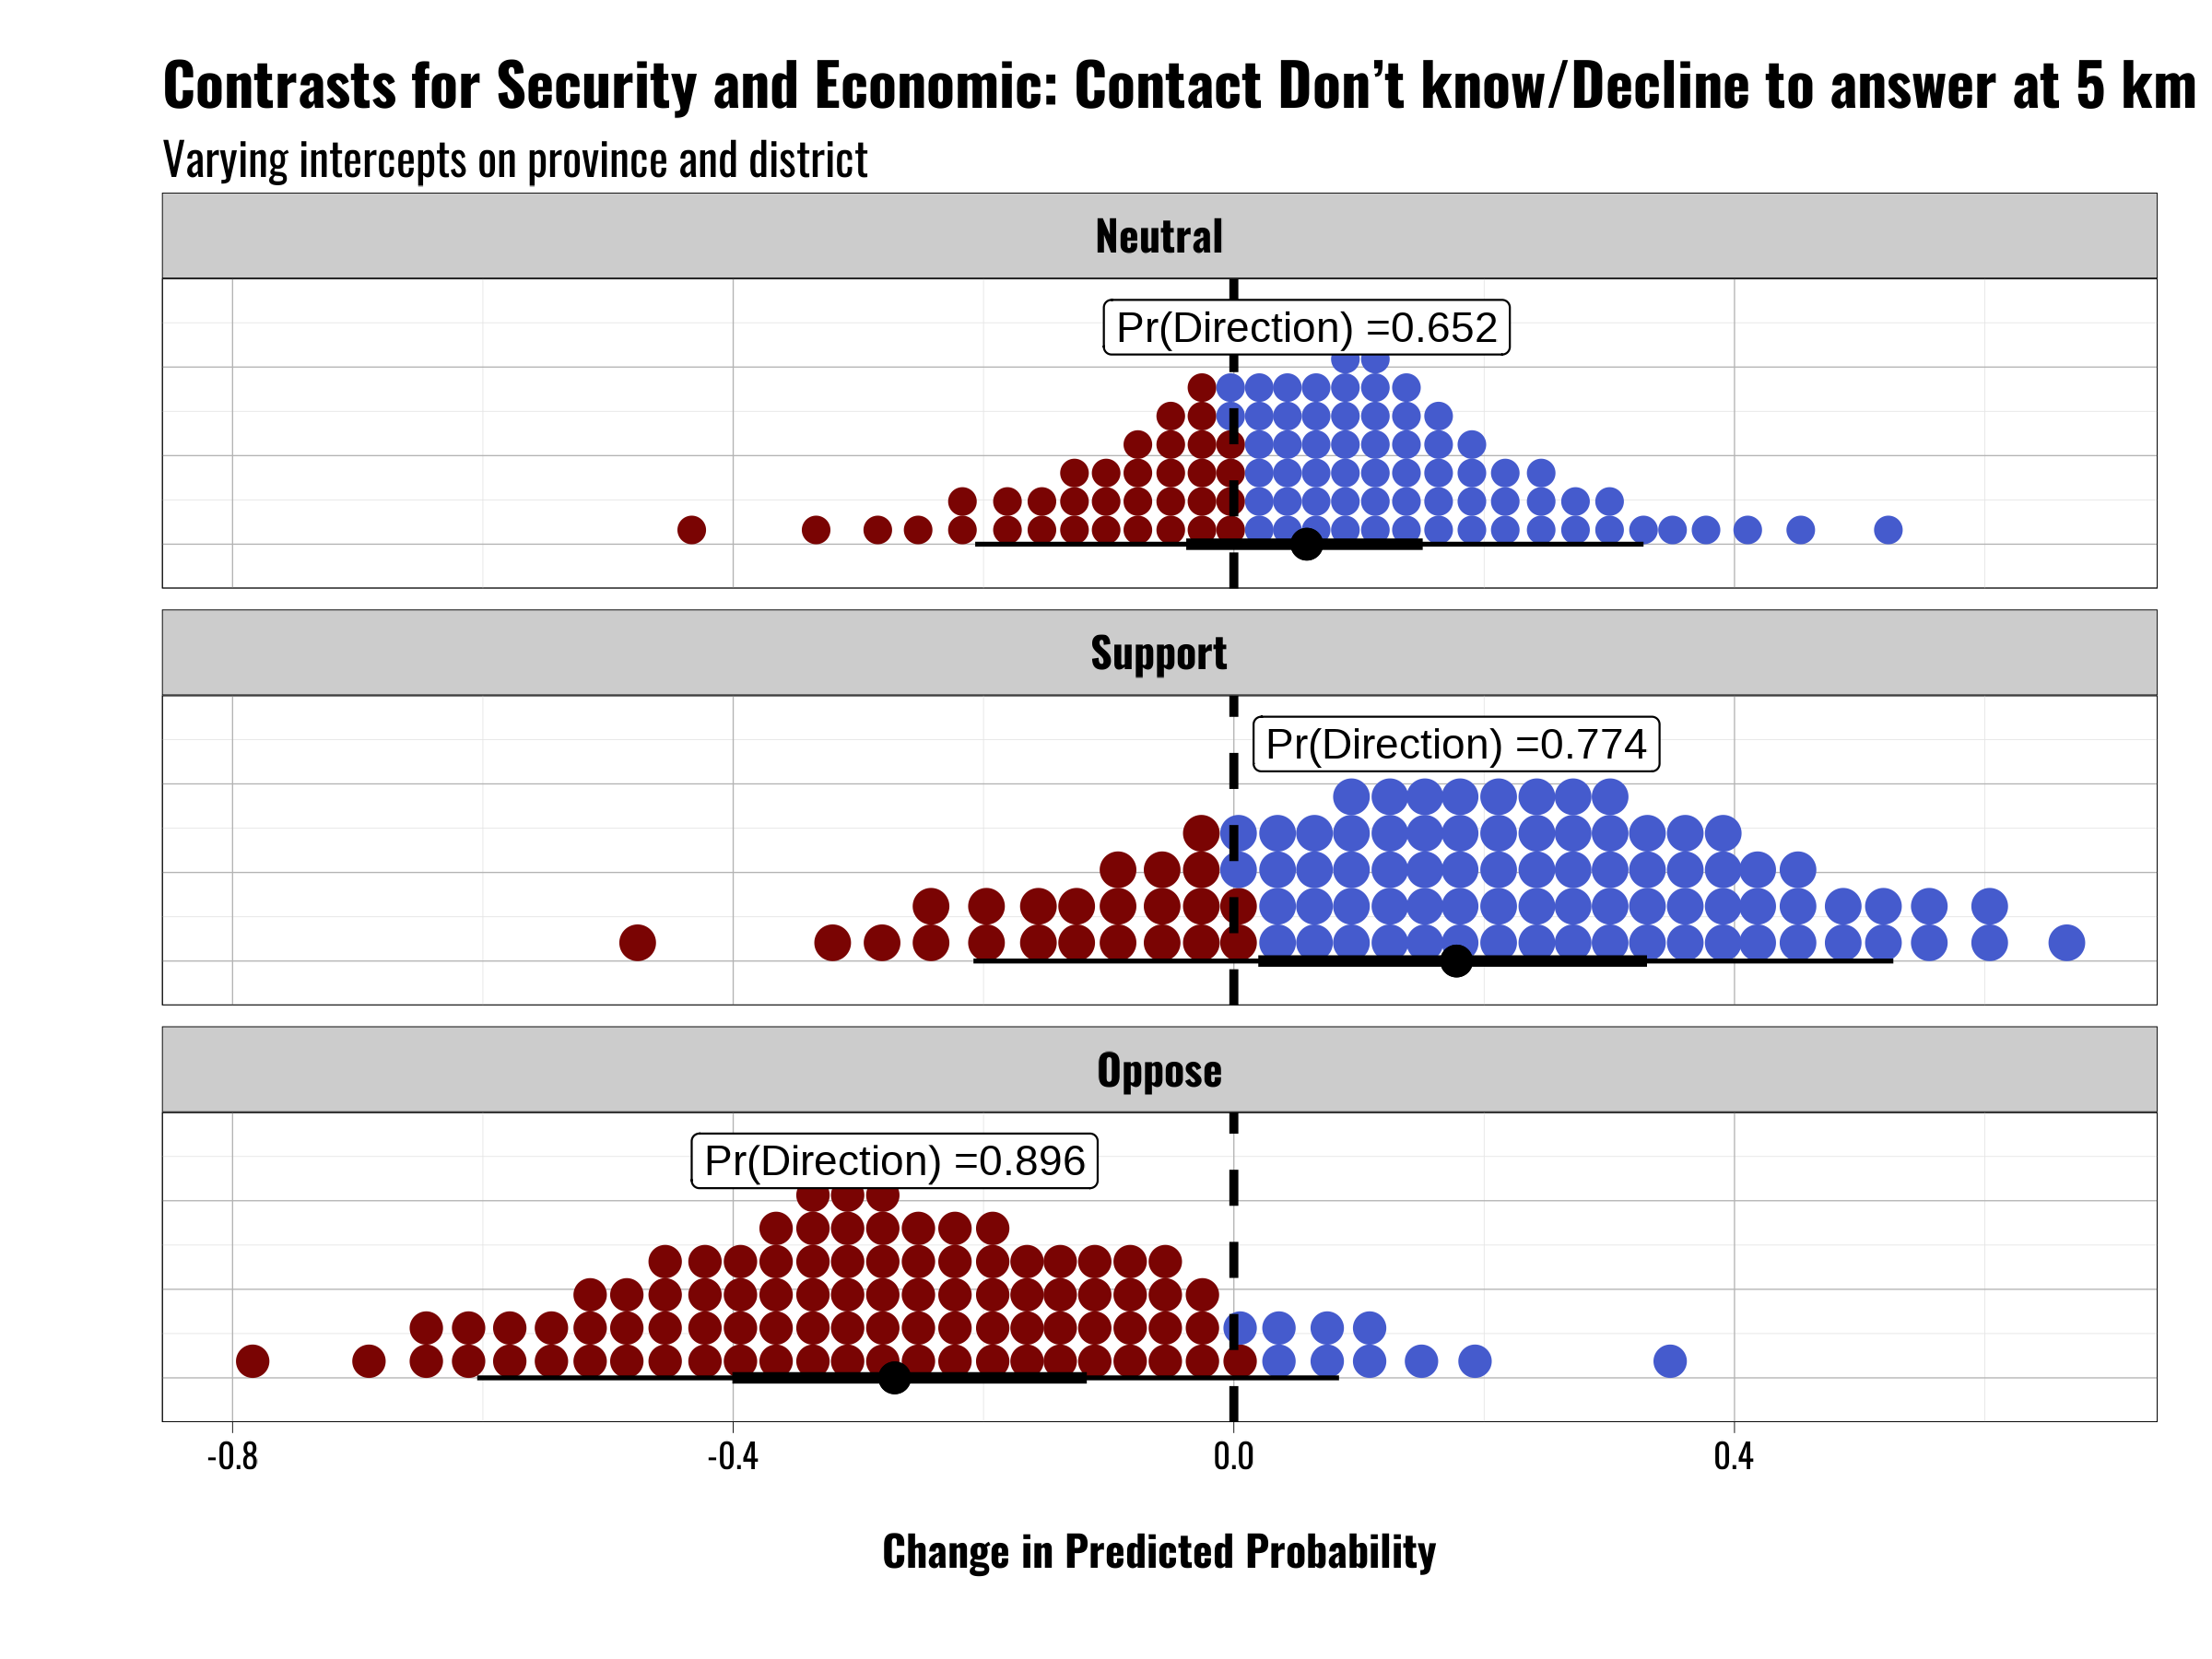 Contrasts for Security and Economic: Contact Don’t know/Decline to answer at 5 km
Varying intercepts on province and district
Neutral
Pr(Direction) =0.652
Support
Pr(Direction) =0.774
Oppose
Pr(Direction) =0.896
-0.8 -0.4 0.0 0.4
Change in Predicted Probability